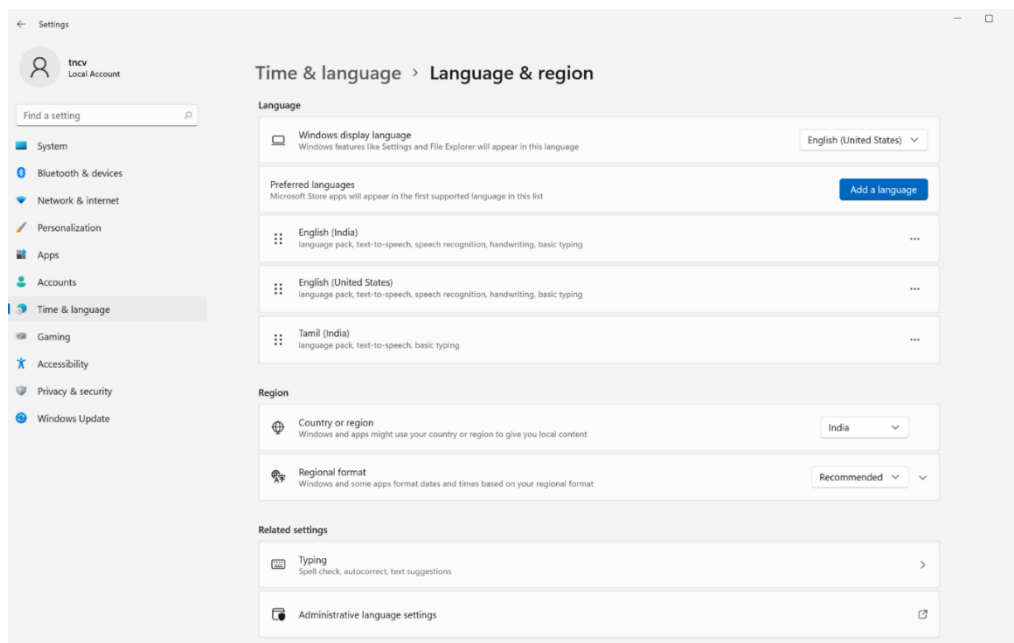 Settings
tncv
Local Account
Find a setting
System
Bluetooth & devices
Network & internet
Personalization
Apps
Accounts
Time & language
Gaming
Accessibility
Privacy & security
Windows Update
Time & language > Language & region
Language
Windows display language
Windows features like Settings and File Explorer will appear in this language
English (United States)
Preferred languages
Microsoft Store apps will appear in the first supported language in this list
Add a language
English (India)
language pack, text-to-speech, speech recognition, handwriting, basic typing
English (United States)
language pack, text-to-speech, speech recognition, handwriting, basic typing
Tamil (India)
language pack, text-to-speech, basic typing
Region
Country or region
Windows and apps might use your country or region to give you local content
India
Regional format
Windows and some apps format dates and times based on your regional format
Recommended
Related settings
Typing
Spell check, autocorrect, text suggestions
Administrative language settings